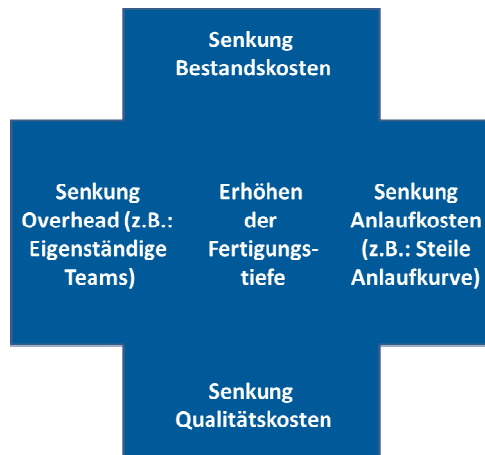 Senkung
Bestandskosten
Senkung
Overhead (z.B.:
Eigenständige
Teams)
Erhöhen
der
Fertigungs-
tiefe
Senkung
Anlaufkosten
(z.B.: Steile
Anlaufkurve)
Senkung
Qualitätskosten